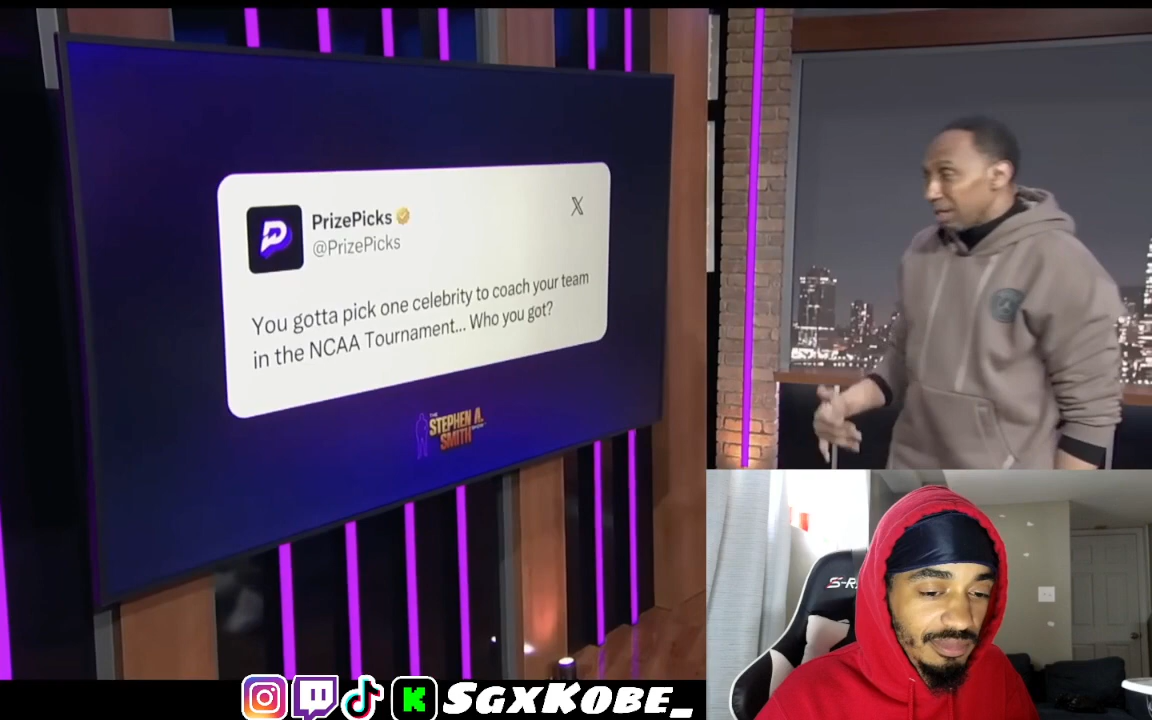 PrizePicks
@PrizePicks
You gotta pick one celebrity to coach your team
in the NCAA Tournament... Who you got?
THE
STEPHEN A.
SMITH
SGXKOBE_